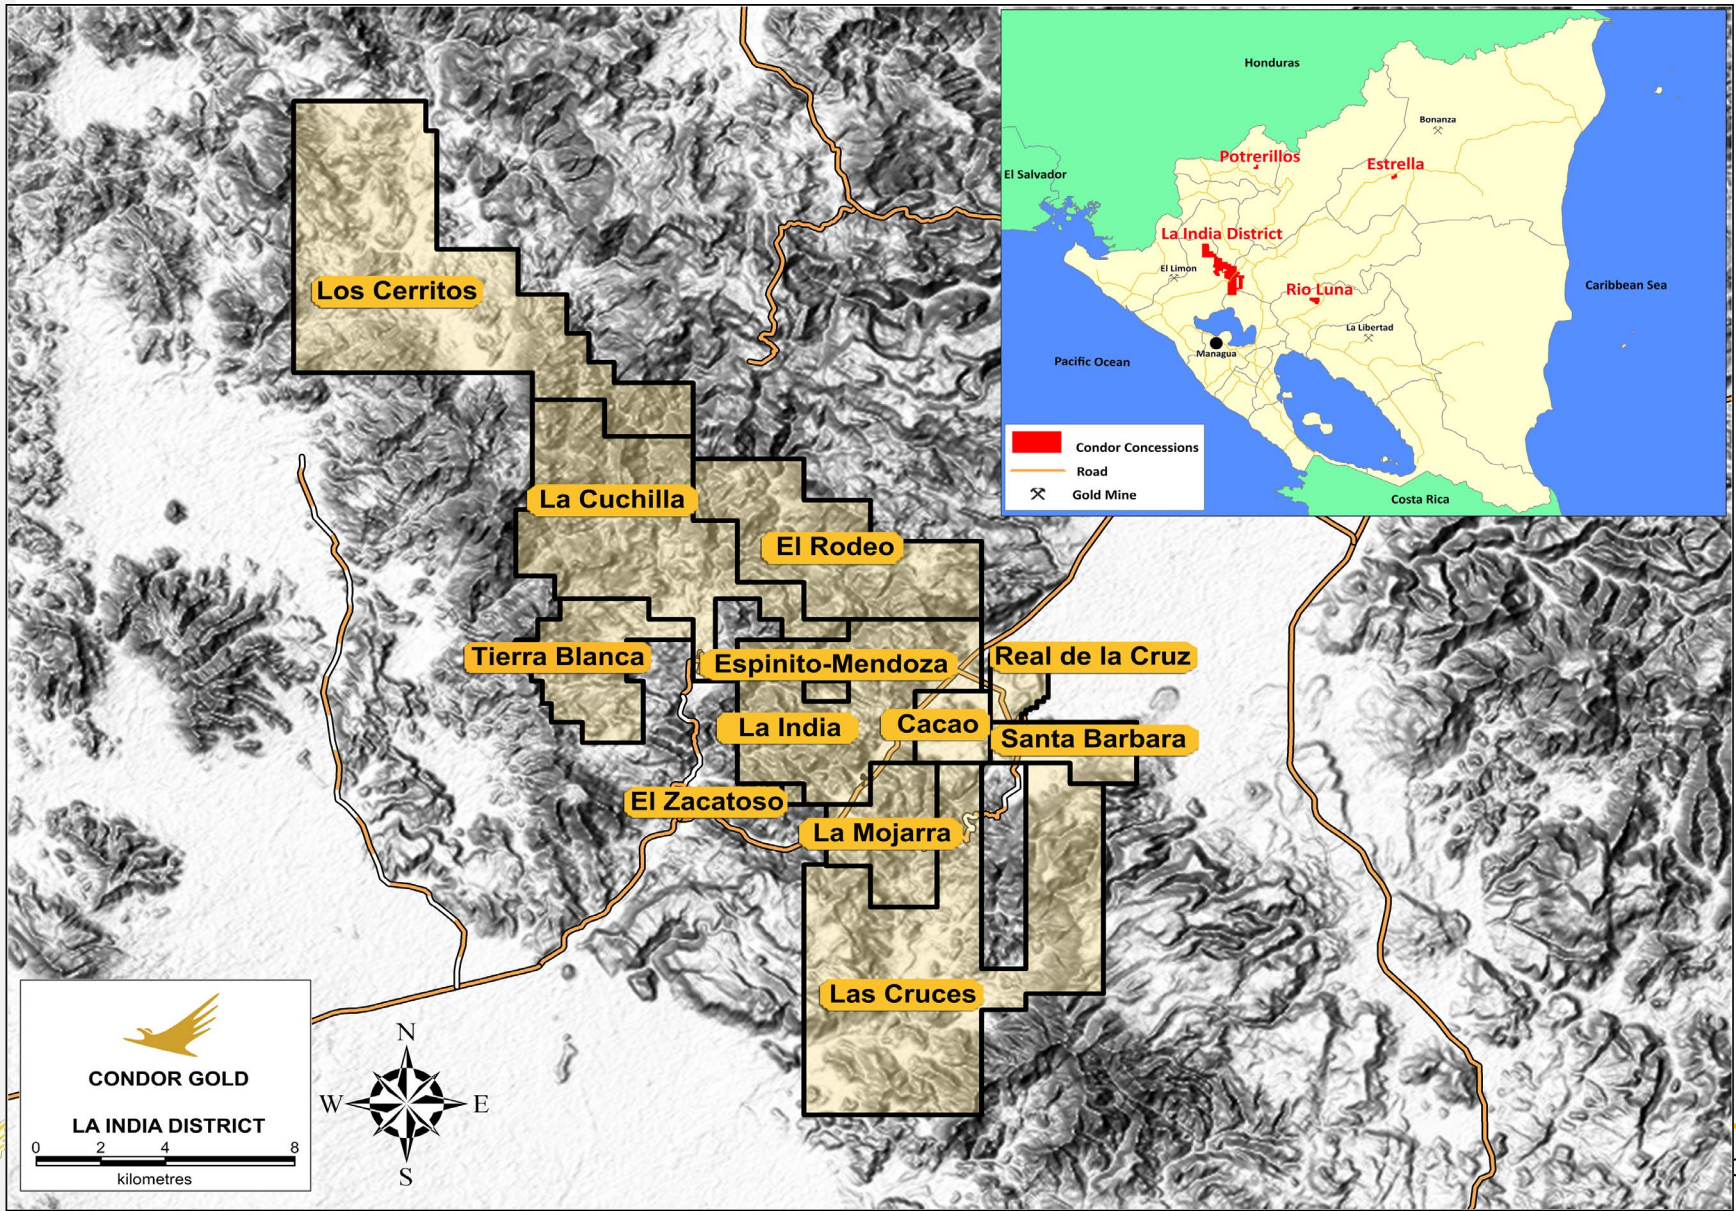 Honduras
Bonanza
Potrerillos
Estrella
El Salvador
La India District
El Limon
Rio Luna
Caribbean Sea
La Libertad
Managua
Pacific Ocean
Condor Concessions
Road
Gold Mine
Costa Rica
Los Cerritos
La Cuchilla
El Rodeo
Tierra Blanca
Espinito-Mendoza
Real de la Cruz
La India
Cacao
Santa Barbara
El Zacatoso
La Mojarra
Las Cruces
CONDOR GOLD
LA INDIA DISTRICT
0 2 4 8
kilometres
N
W E
S